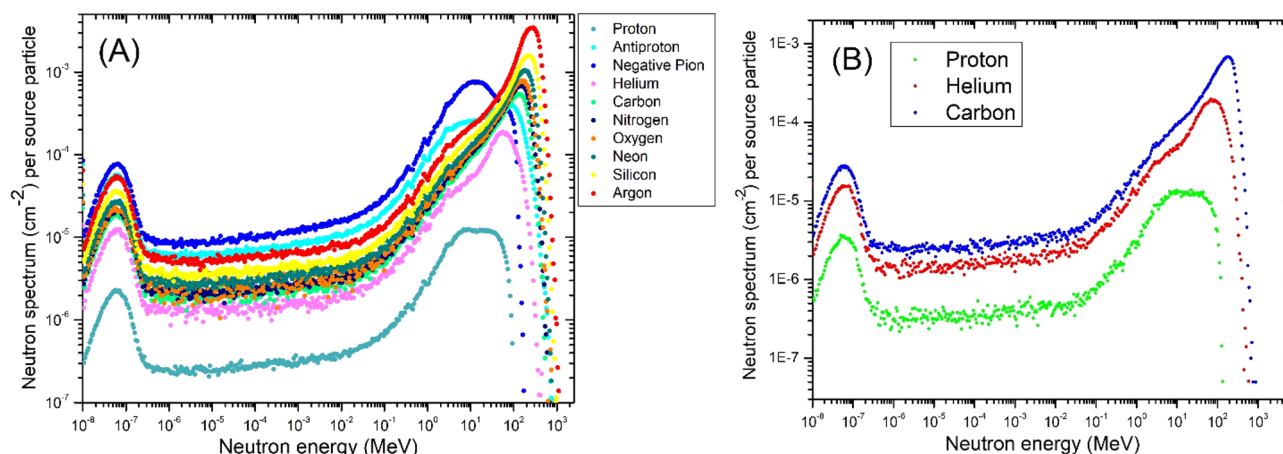 (A)
Neutron spectrum (cm⁻²) per source particle
10⁻³
10⁻⁴
10⁻⁵
10⁻⁶
10⁻⁷
10⁻⁸ 10⁻⁷ 10⁻⁶ 10⁻⁵ 10⁻⁴ 10⁻³ 10⁻² 10⁻¹ 10⁰ 10¹ 10² 10³
Neutron energy (MeV)
Proton
Antiproton
Negative Pion
Helium
Carbon
Nitrogen
Oxygen
Neon
Silicon
Argon
(B)
Proton
Helium
Carbon
Neutron spectrum (cm⁻²) per source particle
1E-3
1E-4
1E-5
1E-6
1E-7
10⁻⁸ 10⁻⁷ 10⁻⁶ 10⁻⁵ 10⁻⁴ 10⁻³ 10⁻² 10⁻¹ 10⁰ 10¹ 10² 10³
Neutron energy (MeV)